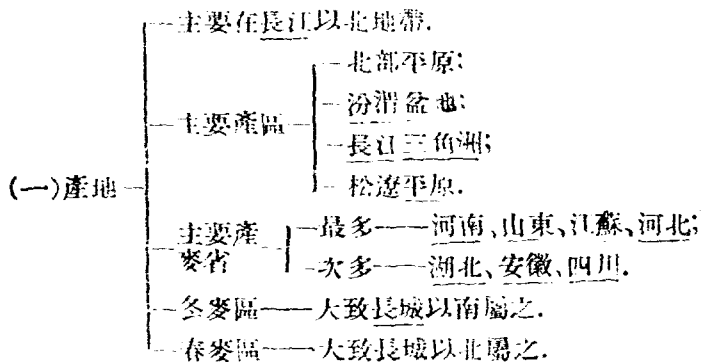 主要在長江以北地帶.
北部平原;
汾渭盆地;
主要產區
長江三角洲;
(一)產地
松遼平原.
最多——河南、山東、江蘇、河北;
主要產
麥省
次多——湖北、安徽、四川.
冬麥區——大致長城以南屬之.
春麥區——大致長城以北屬之.